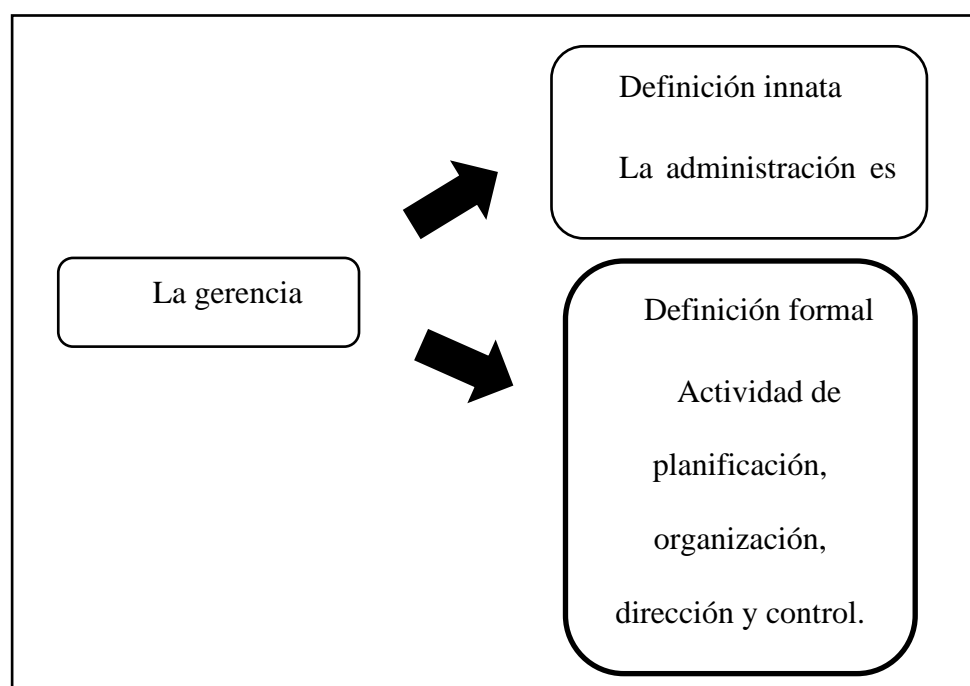 Definición innata
La administración es
La gerencia
Definición formal
Actividad de
planificación,
organización,
dirección y control.